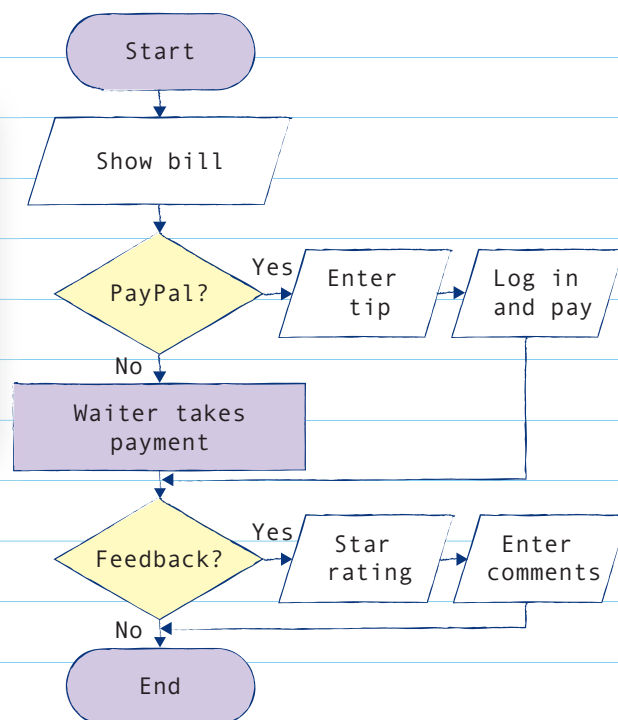 Start
Show bill
PayPal?
Yes
Enter
tip
Log in
and pay
No
Waiter takes
payment
Feedback?
Yes
Star
rating
Enter
comments
No
End